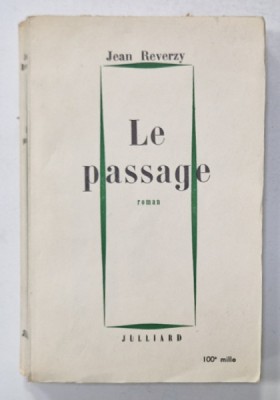 Jean Reverzy
Le
passage
roman
JULLIARD
100e mille